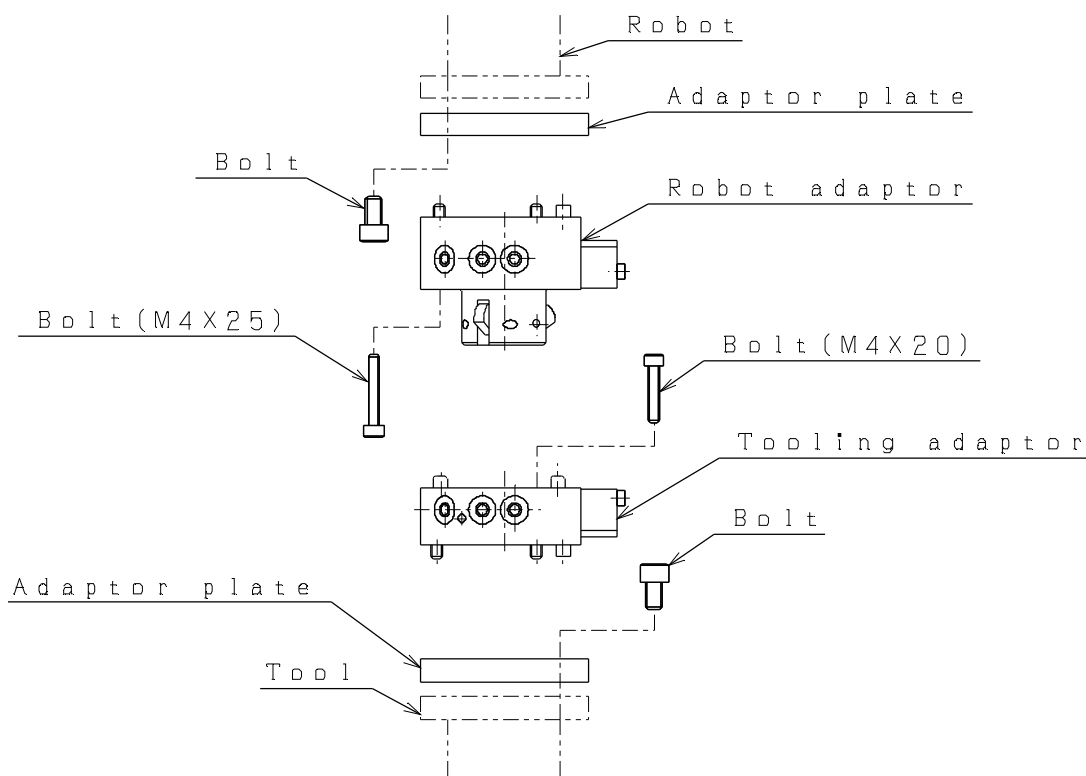 Robot
Adaptor plate
Bolt
Robot adaptor
Bolt(M4X25)
Bolt(M4X20)
Tooling adaptor
Bolt
Adaptor plate
Tool